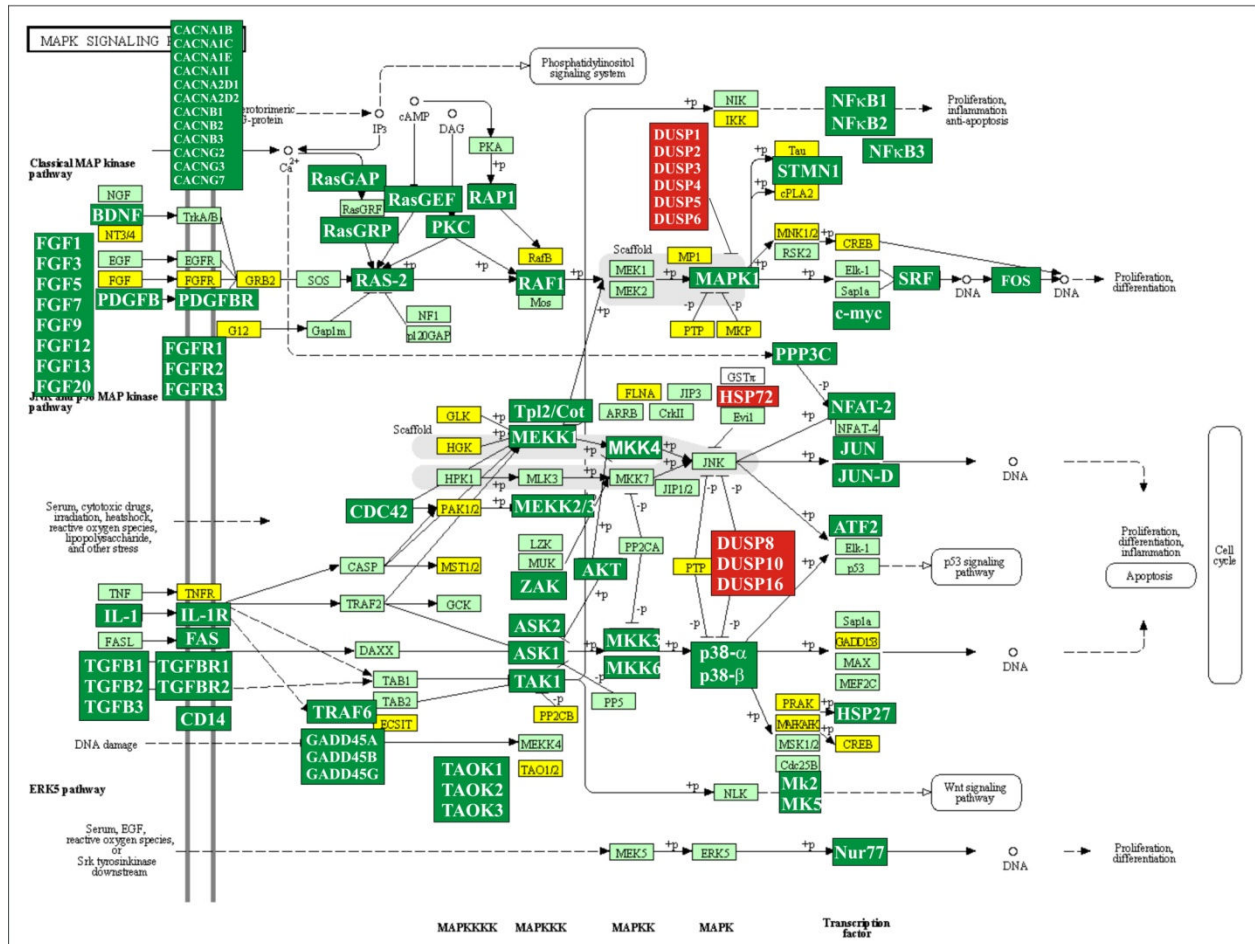 MAPK SIGNALING P
CACNA1B
CACNA1C
CACNA1E
CACNA1I
CACNA2D1
CACNA2D2
CACNB1
CACNB2
CACNB3
CACNG2
CACNG3
CACNG7
Phosphatidylinositol
signaling system
erotorimeric
G-protein
IP3
cAMP
DAG
Ca2+
PKA
+p
+p
NIK
IKK
NFκB1
NFκB2
NFκB3
Proliferation,
inflammation
anti-apoptosis
Classical MAP kinase
pathway
DUSP1
DUSP2
DUSP3
DUSP4
DUSP5
DUSP6
+p
Tau
STMN1
cPLA2
+p
NGF
BDNF
NT3/4
TrkA/B
RasGAP
RasGRF
RasGRP
RasGEF
PKC
RAP1
FGF1
FGF3
FGF5
FGF7
FGF9
FGF12
FGF13
FGF20
EGF
EGFR
FGF
FGFR
GRB2
SOS
RAS-2
+p
+p
RafB
RAF1
Mos
+p
Scaffold
MEK1
MEK2
+p
MP1
MAPK1
+p
MNK1/2
RSK2
+p
CREB
+p
Elk-1
Sap1a
SRF
DNA
FOS
DNA
Proliferation,
differentiation
c-myc
PDGFB
PDGFBR
G12
Gap1m
NF1
p120GAP
-p
-p
PTP
MKP
+p
FGFR1
FGFR2
FGFR3
PPP3C
-p
JNK and p38 MAP kinase
pathway
GSTπ
HSP72
Evi1
FLNA
JIP3
ARRB
CrkII
NFAT-2
NFAT-4
JUN
JUN-D
+p
DNA
GLK
HGK
Scaffold
+p
+p
Tpl2/Cot
MEKK1
+p
MKK4
+p
+p
JNK
HPK1
+p
MLK3
+p
MKK7
JIP1/2
Serum, cytotoxic drugs,
irradiation, heatshock,
reactive oxygen species,
lipopolysaccharide,
and other stress
CDC42
PAK1/2
+p
MEKK2/3
+p
-p
-p
-p
ATF2
Elk-1
p53
+p
p53 signaling
pathway
Proliferation,
differentiation,
inflammation
Apoptosis
Cell
cycle
LZK
MUK
ZAK
+p
PP2CA
AKT
PTP
DUSP8
DUSP10
DUSP16
CASP
MST1/2
TNF
TNFR
IL-1
IL-1R
TRAF2
GCK
FASL
FAS
DAXX
ASK2
ASK1
+p
-p
MKK3
MKK6
+p
-p
-p
p38-α
p38-β
+p
Sap1a
GADD153
MAX
MEF2C
DNA
TGFB1
TGFB2
TGFB3
TGFBR1
TGFBR2
TAB1
TAB2
TAK1
-p
-p
PP5
CD14
TRAF6
ECSIT
PP2CB
PRAK
+p
HSP27
+p
+p
MSK1/2
CREB
Cdc25B
DNA damage
GADD45A
GADD45B
GADD45G
MEKK4
TAOK1
TAOK2
TAOK3
TAO1/2
Mk2
MK5
+p
NLK
Wnt signaling
pathway
ERK5 pathway
Serum, EGF,
reactive oxygen species,
or
Srk tyrosinkinase
downstream
MEK5
+p
ERK5
+p
Nur77
DNA
Proliferation,
differentiation
MAPKKKK
MAPKKK
MAPKK
MAPK
Transcription
factor